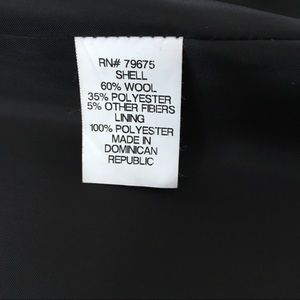 RN# 79675
SHELL
60% WOOL
35% POLYESTER
5% OTHER FIBERS
LINING
100% POLYESTER
MADE IN
DOMINICAN
REPUBLIC